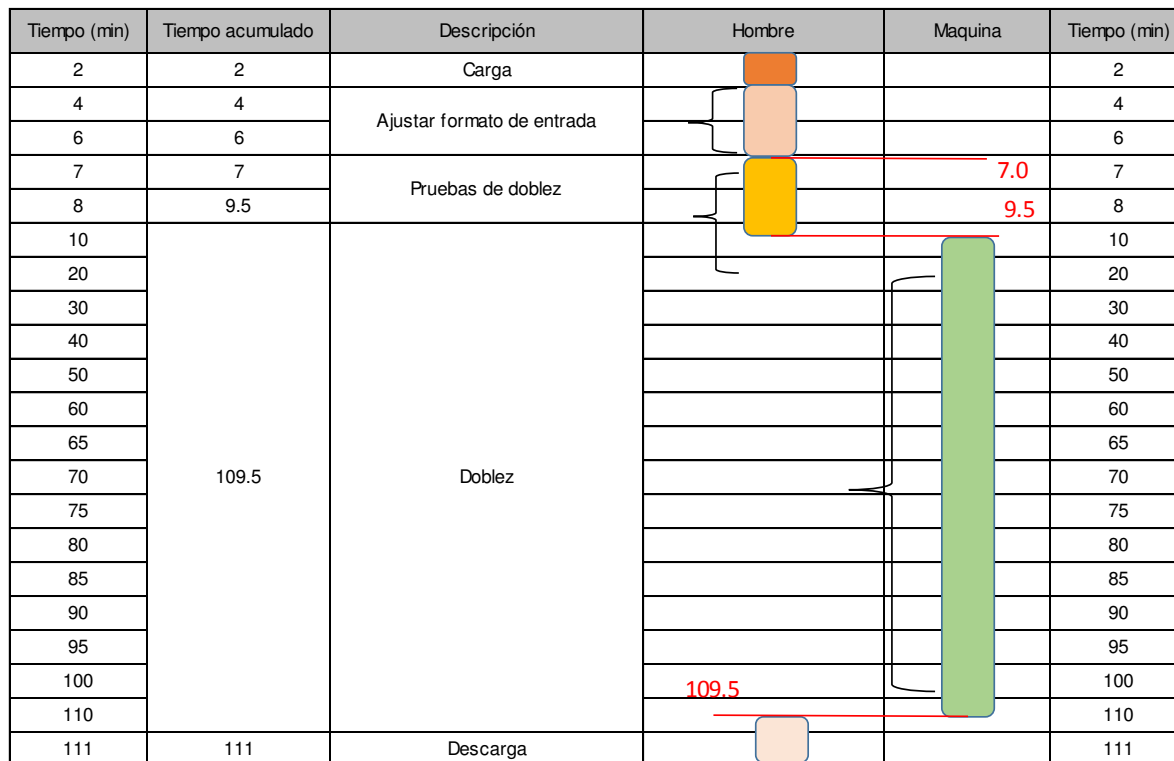 Tiempo (min) Tiempo acumulado Descripción Hombre Maquina Tiempo (min)
2 2 Carga 2
4 4 4
Ajustar formato de entrada
6 6 6
7 7 7.0 7
Pruebas de doblez
8 9.5 9.5 8
10 10
20 20
30 30
40 40
50 50
60 60
65 65
70 109.5 Doblez 70
75 75
80 80
85 85
90 90
95 95
100 109.5 100
110 110
111 111 Descarga 111